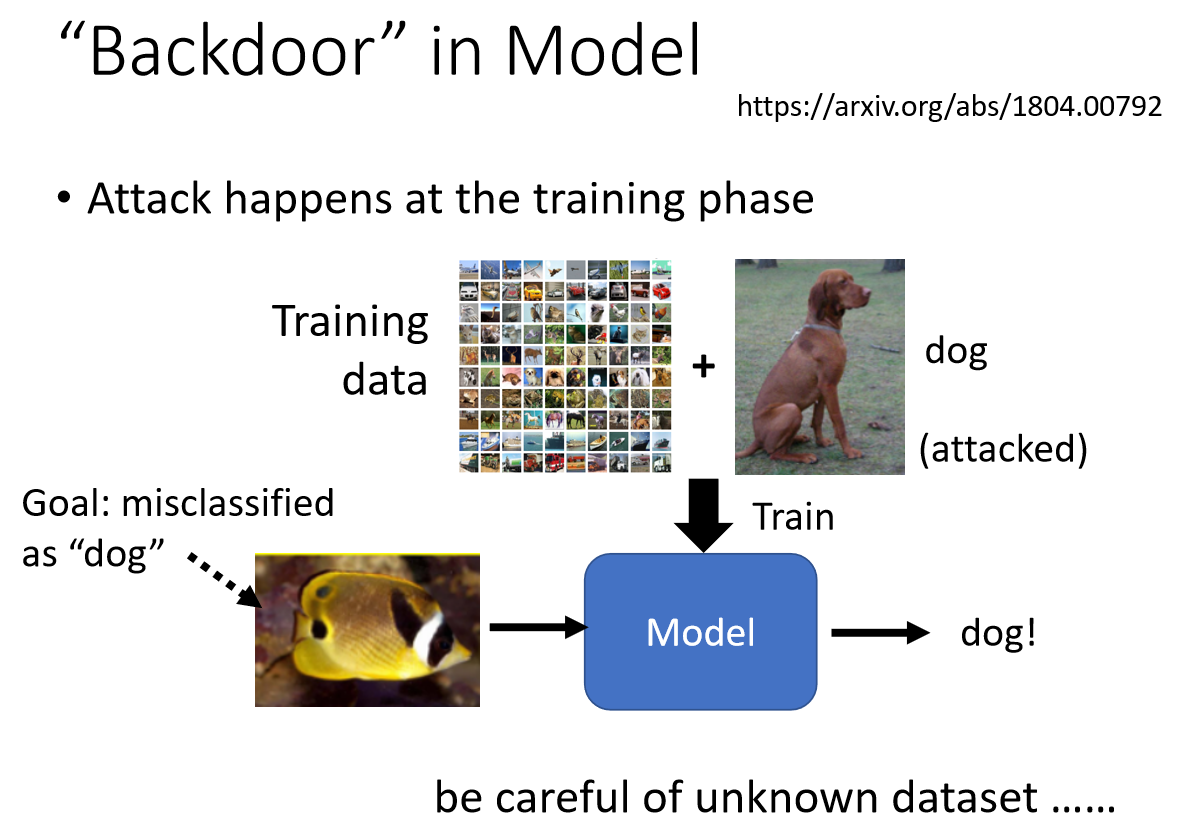 “Backdoor” in Model
https://arxiv.org/abs/1804.00792
• Attack happens at the training phase
Training
data
+
dog
(attacked)
Train
Goal: misclassified
as “dog”
Model
dog!
be careful of unknown dataset ……